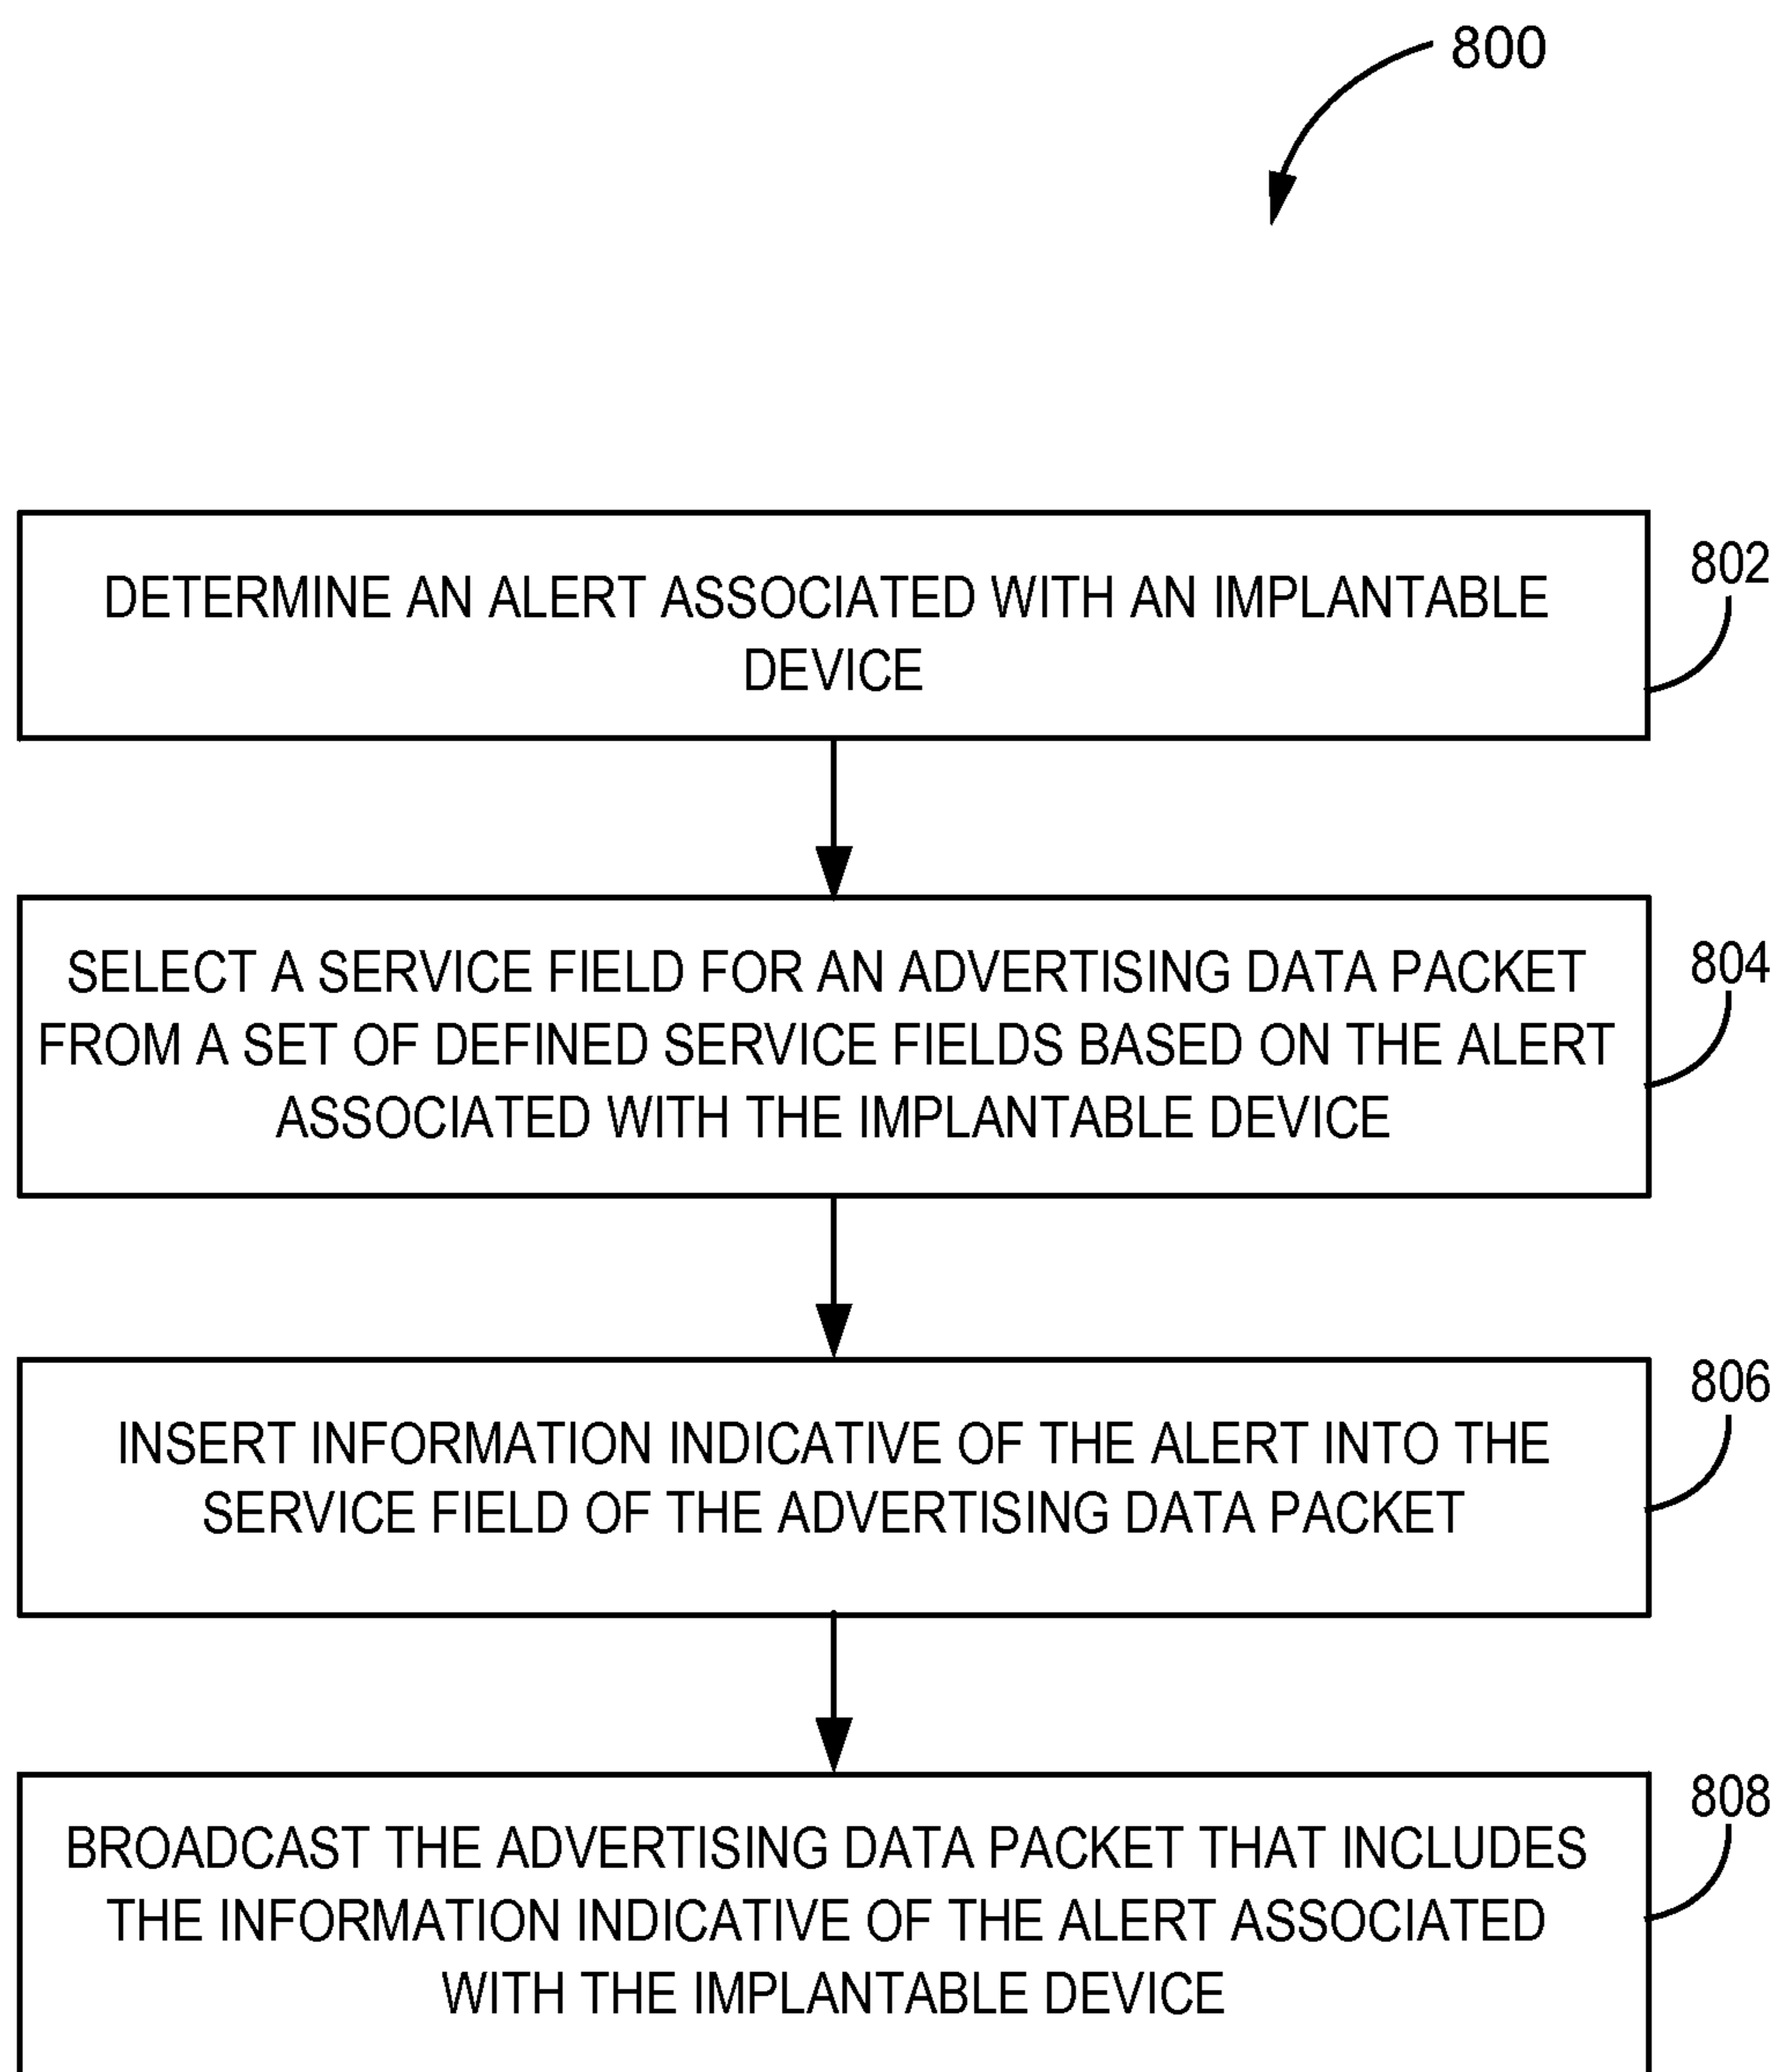 800
DETERMINE AN ALERT ASSOCIATED WITH AN IMPLANTABLE
DEVICE
802
SELECT A SERVICE FIELD FOR AN ADVERTISING DATA PACKET
FROM A SET OF DEFINED SERVICE FIELDS BASED ON THE ALERT
ASSOCIATED WITH THE IMPLANTABLE DEVICE
804
INSERT INFORMATION INDICATIVE OF THE ALERT INTO THE
SERVICE FIELD OF THE ADVERTISING DATA PACKET
806
BROADCAST THE ADVERTISING DATA PACKET THAT INCLUDES
THE INFORMATION INDICATIVE OF THE ALERT ASSOCIATED
WITH THE IMPLANTABLE DEVICE
808